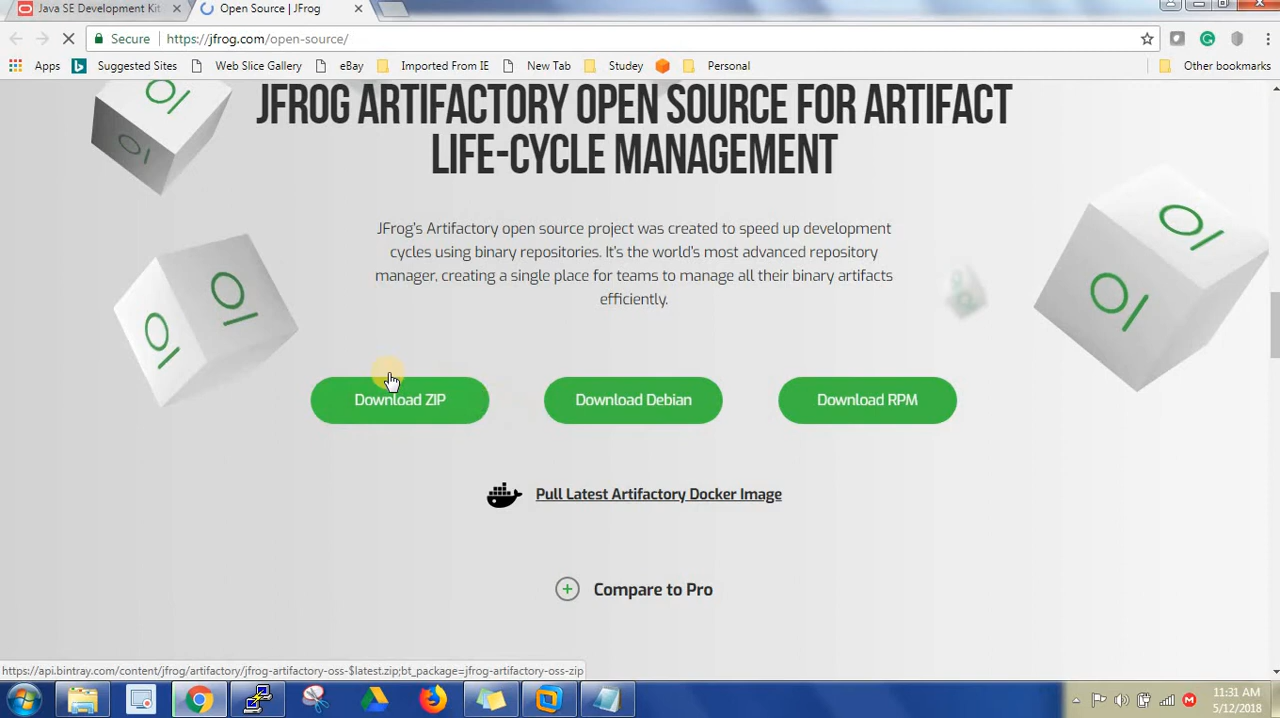 Java SE Development Kit
Open Source | JFrog
Secure
https://jfrog.com/open-source/
Apps
Suggested Sites
Web Slice Gallery
eBay
Imported From IE
New Tab
Studey
Personal
Other bookmarks
JFROG ARTIFACTORY OPEN SOURCE FOR ARTIFACT
LIFE-CYCLE MANAGEMENT
JFrog's Artifactory open source project was created to speed up development
cycles using binary repositories. It's the world's most advanced repository
manager, creating a single place for teams to manage all their binary artifacts
efficiently.
Download ZIP
Download Debian
Download RPM
Pull Latest Artifactory Docker Image
Compare to Pro
https://api.bintray.com/content/jfrog/artifactory/jfrog-artifactory-oss-$latest.zip;bt_package=jfrog-artifactory-oss-zip
11:31 AM
5/12/2018